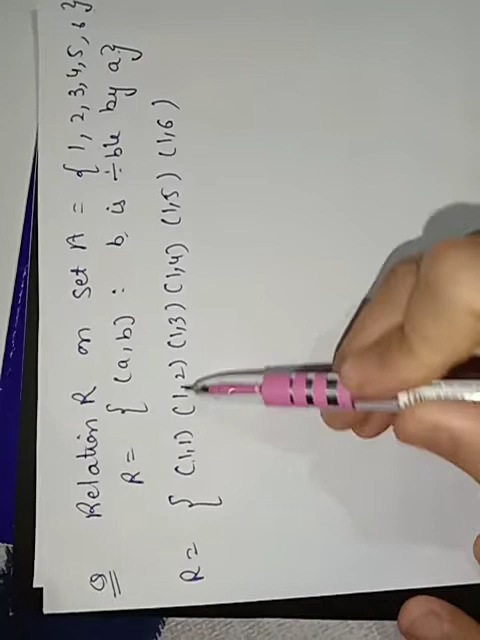 Q Relation R on Set A = { 1, 2, 3, 4, 5, 6 }
R = { (a,b) : b is ÷ble by a }
R = { (1,1) (1,2) (1,3) (1,4) (1,5) (1,6)